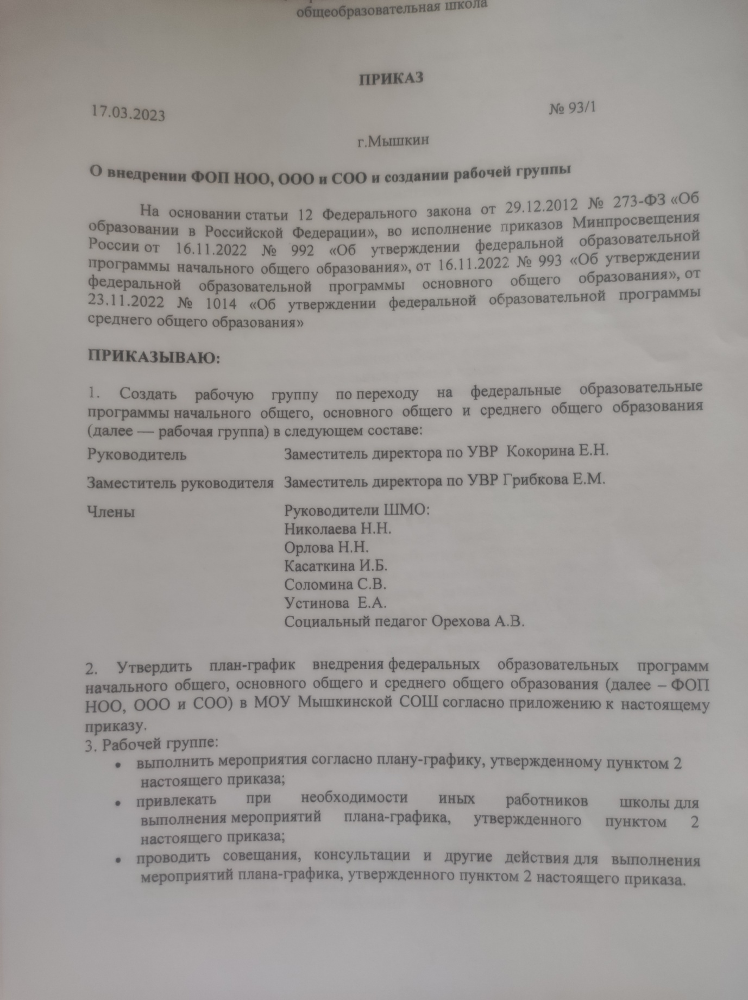 общеобразовательная школа
ПРИКАЗ
17.03.2023 № 93/1
г.Мышкин
О внедрении ФОП НОО, ООО и СОО и создании рабочей группы
На основании статьи 12 Федерального закона от 29.12.2012 № 273-ФЗ «Об
образовании в Российской Федерации», во исполнение приказов Минпросвещения
России от 16.11.2022 № 992 «Об утверждении федеральной образовательной
программы начального общего образования», от 16.11.2022 № 993 «Об утверждении
федеральной образовательной программы основного общего образования», от
23.11.2022 № 1014 «Об утверждении федеральной образовательной программы
среднего общего образования»
ПРИКАЗЫВАЮ:
1. Создать рабочую группу по переходу на федеральные образовательные
программы начального общего, основного общего и среднего общего образования
(далее — рабочая группа) в следующем составе:
Руководитель Заместитель директора по УВР Кокорина Е.Н.
Заместитель руководителя Заместитель директора по УВР Грибкова Е.М.
Члены Руководители ШМО:
Николаева Н.Н.
Орлова Н.Н.
Касаткина И.Б.
Соломина С.В.
Устинова Е.А.
Социальный педагог Орехова А.В.
2. Утвердить план-график внедрения федеральных образовательных программ
начального общего, основного общего и среднего общего образования (далее – ФОП
НОО, ООО и СОО) в МОУ Мышкинской СОШ согласно приложению к настоящему
приказу.
3. Рабочей группе:
• выполнить мероприятия согласно плану-графику, утвержденному пунктом 2
настоящего приказа;
• привлекать при необходимости иных работников школы для
выполнения мероприятий плана-графика, утвержденного пунктом 2
настоящего приказа;
• проводить совещания, консультации и другие действия для выполнения
мероприятий плана-графика, утвержденного пунктом 2 настоящего приказа.